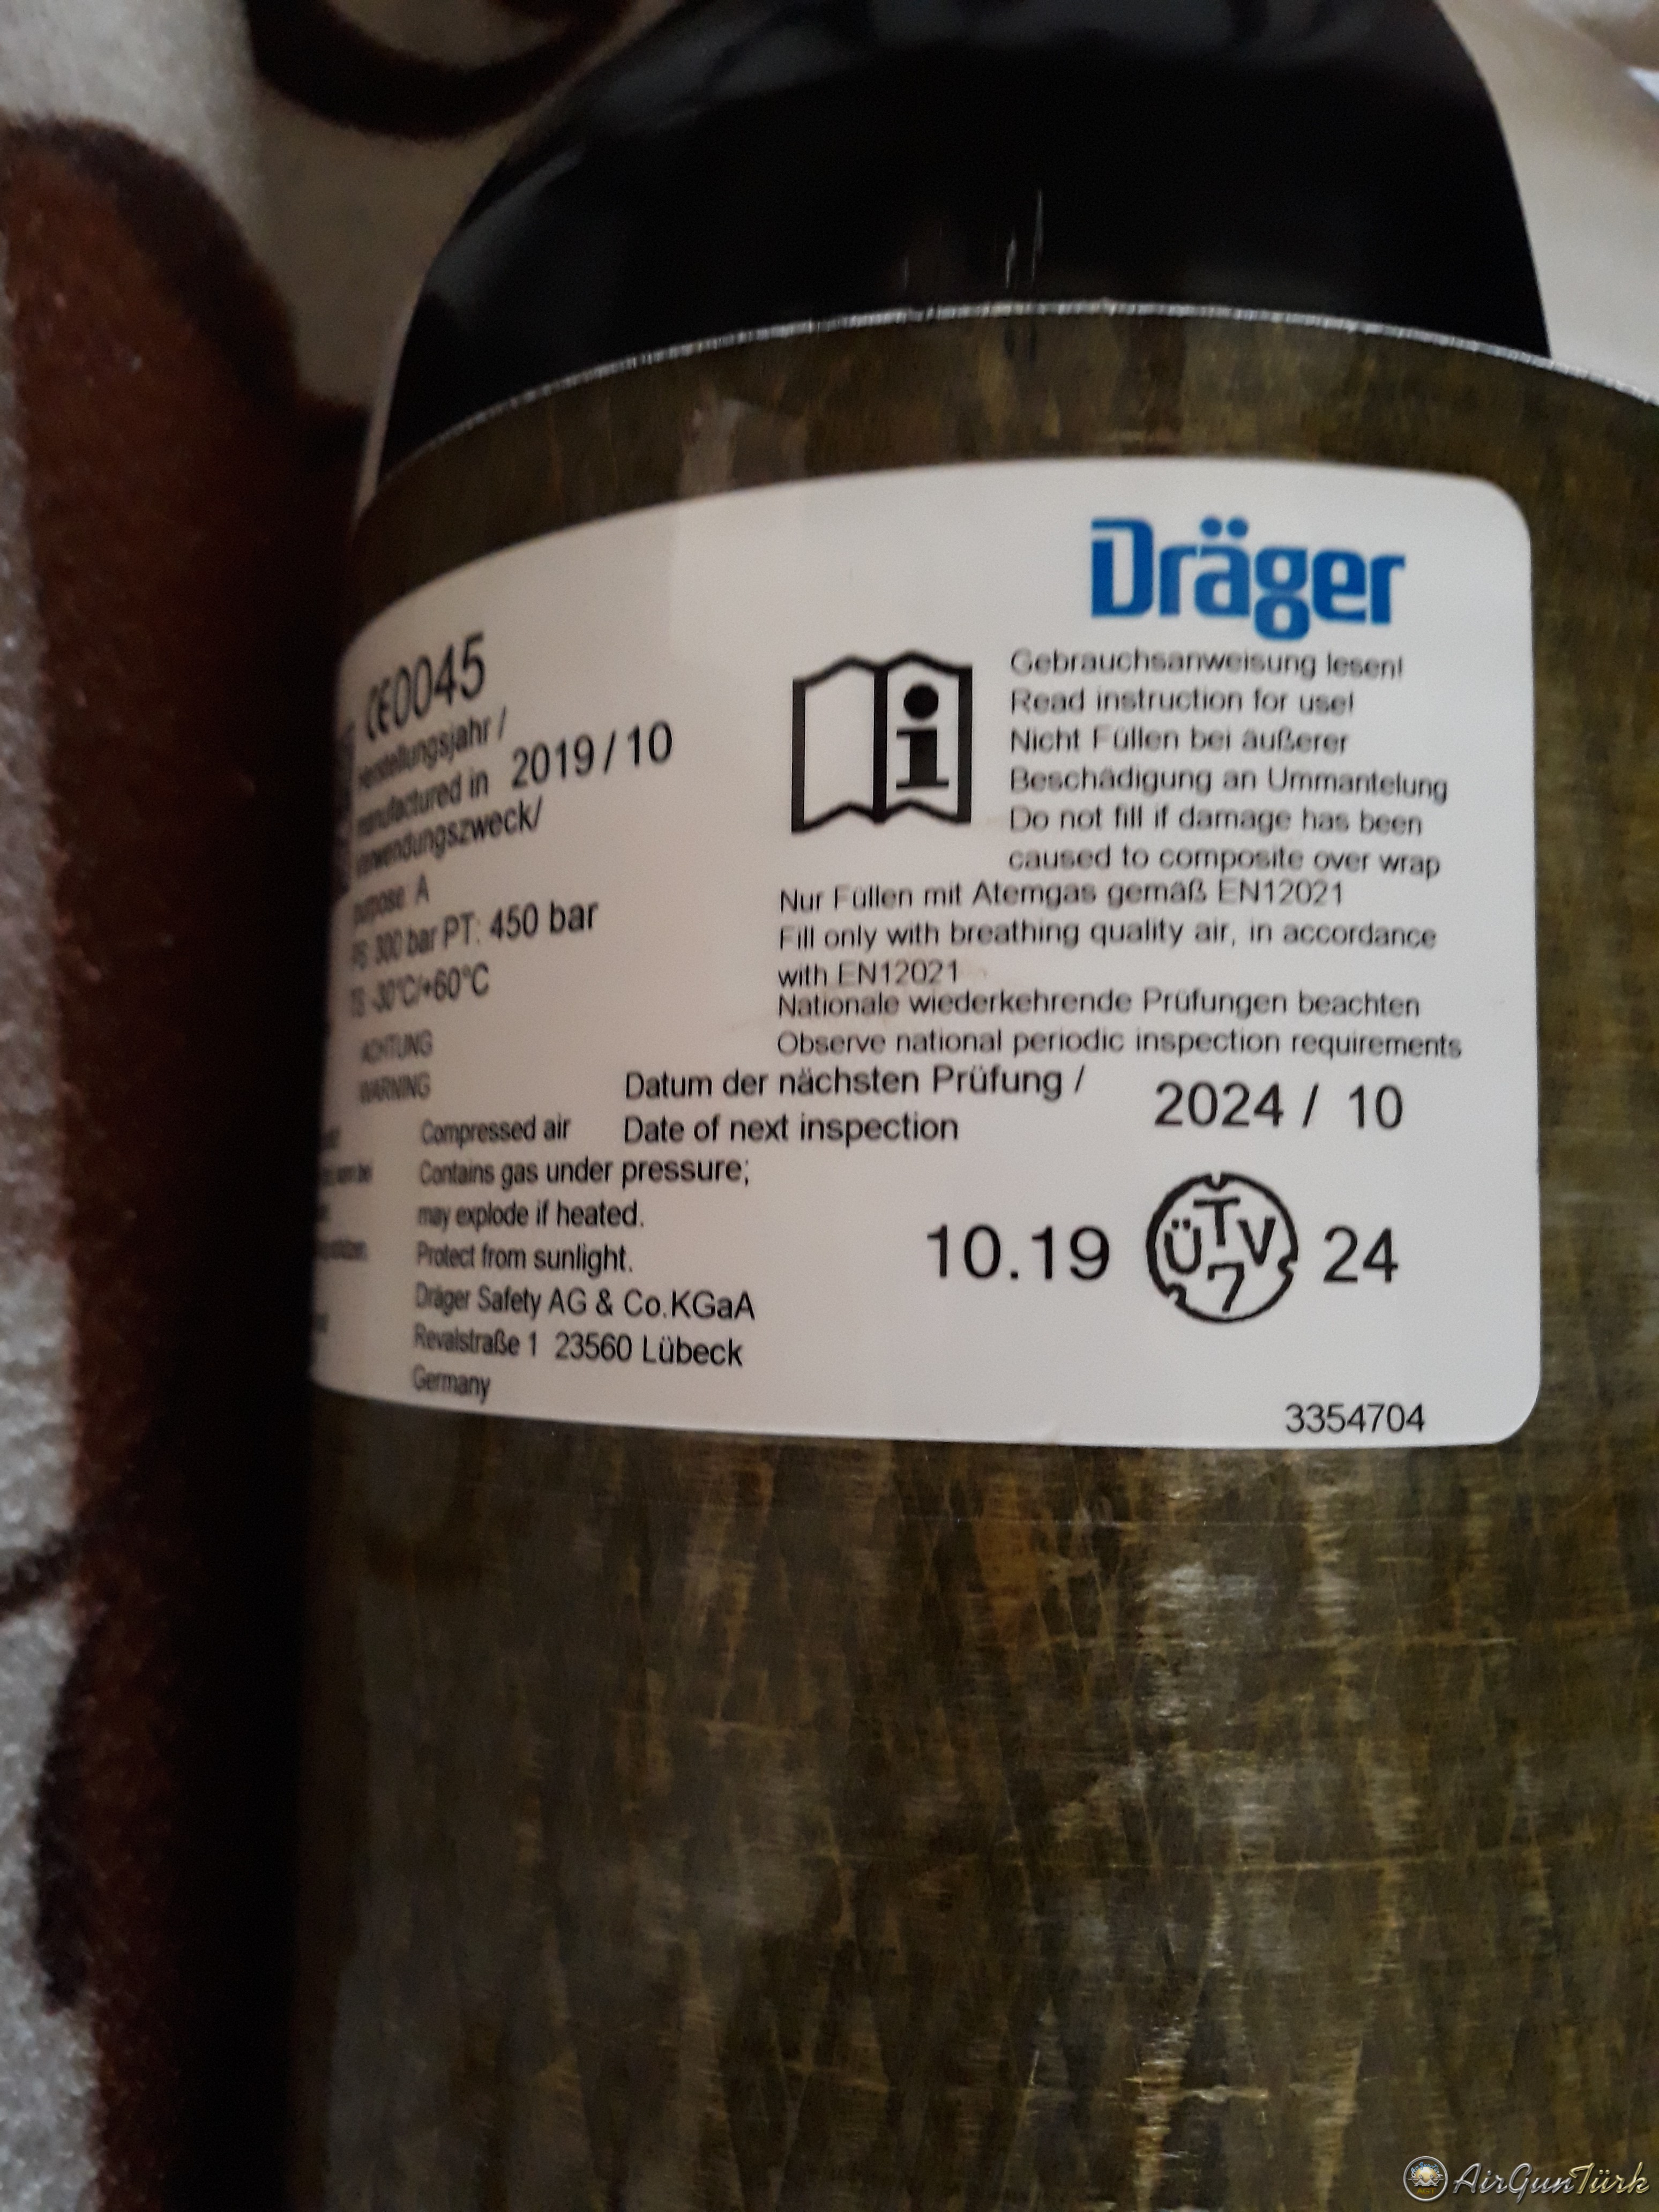 Dräger
CE0045
Herstellungsjahr /
manufactured in 2019 / 10
Verwendungszweck/
purpose A
PS: 300 bar PT: 450 bar
TS -30°C/+60°C
ACHTUNG
WARNING
Gebrauchsanweisung lesen!
Read instruction for use!
Nicht Füllen bei äußerer
Beschädigung an Ummantelung
Do not fill if damage has been
caused to composite over wrap
Nur Füllen mit Atemgas gemäß EN12021
Fill only with breathing quality air, in accordance
with EN12021
Nationale wiederkehrende Prüfungen beachten
Observe national periodic inspection requirements
Datum der nächsten Prüfung /
Date of next inspection 2024 / 10
Compressed air
Contains gas under pressure;
may explode if heated.
Protect from sunlight.
Dräger Safety AG & Co.KGaA
Revalstraße 1 23560 Lübeck
Germany
10.19 TÜV 7 24
3354704
AirGunTürk